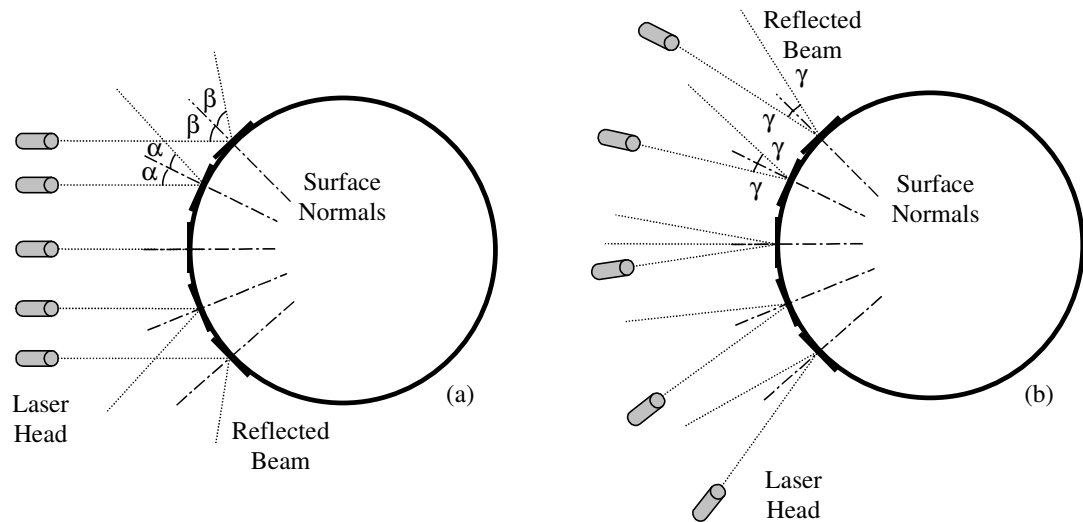 β
β
α
α
Surface
Normals
Laser
Head
Reflected
Beam
(a)
Reflected
Beam
γ
γ
γ
γ
Surface
Normals
Laser
Head
(b)